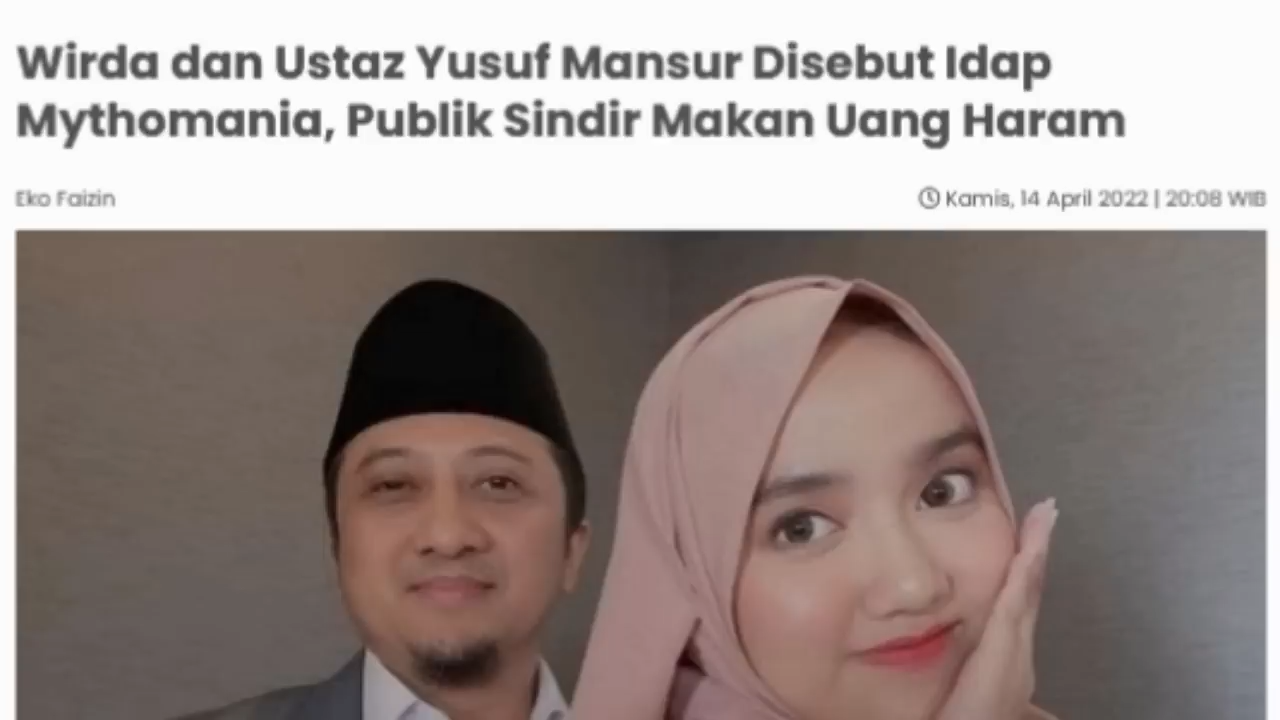 Wirda dan Ustaz Yusuf Mansur Disebut Idap
Mythomania, Publik Sindir Makan Uang Haram
Eko Faizin
Kamis, 14 April 2022 | 20:08 WIB